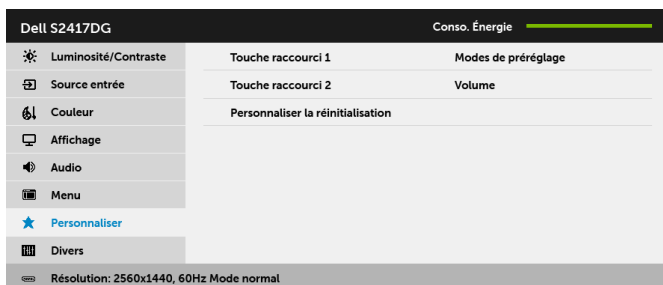 Dell S2417DG Conso. Énergie
Luminosité/Contraste Touche raccourci 1 Modes de préréglage
Source entrée Touche raccourci 2 Volume
Couleur Personnaliser la réinitialisation
Affichage
Audio
Menu
Personnaliser
Divers
Résolution: 2560x1440, 60Hz Mode normal